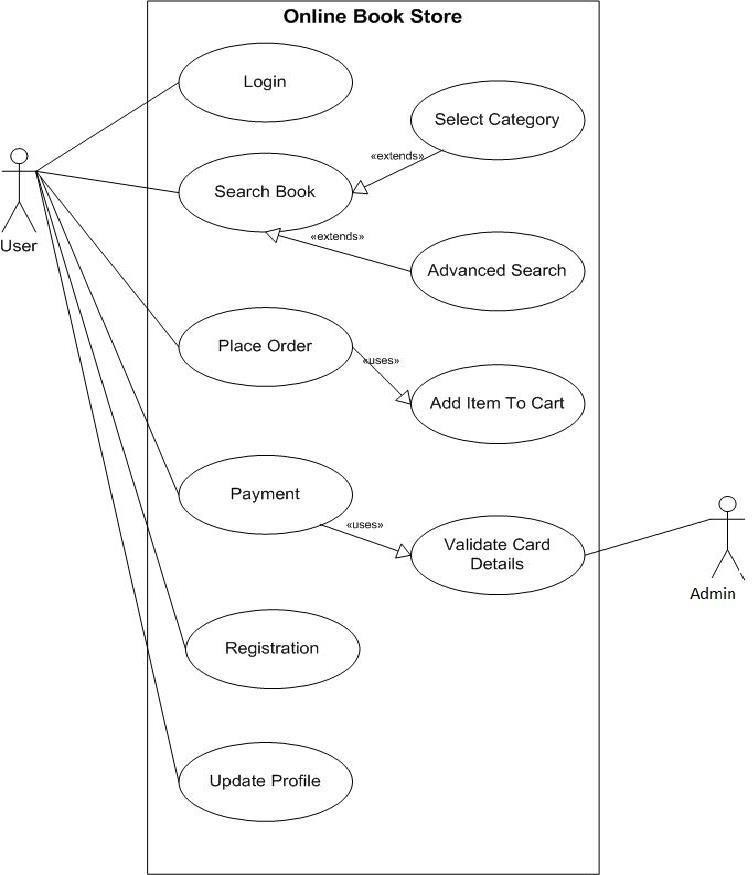 Online Book Store
Login
Select Category
«extends»
Search Book
User
«extends»
Advanced Search
Place Order
«uses»
Add Item To Cart
Payment
«uses»
Validate Card
Details
Admin
Registration
Update Profile